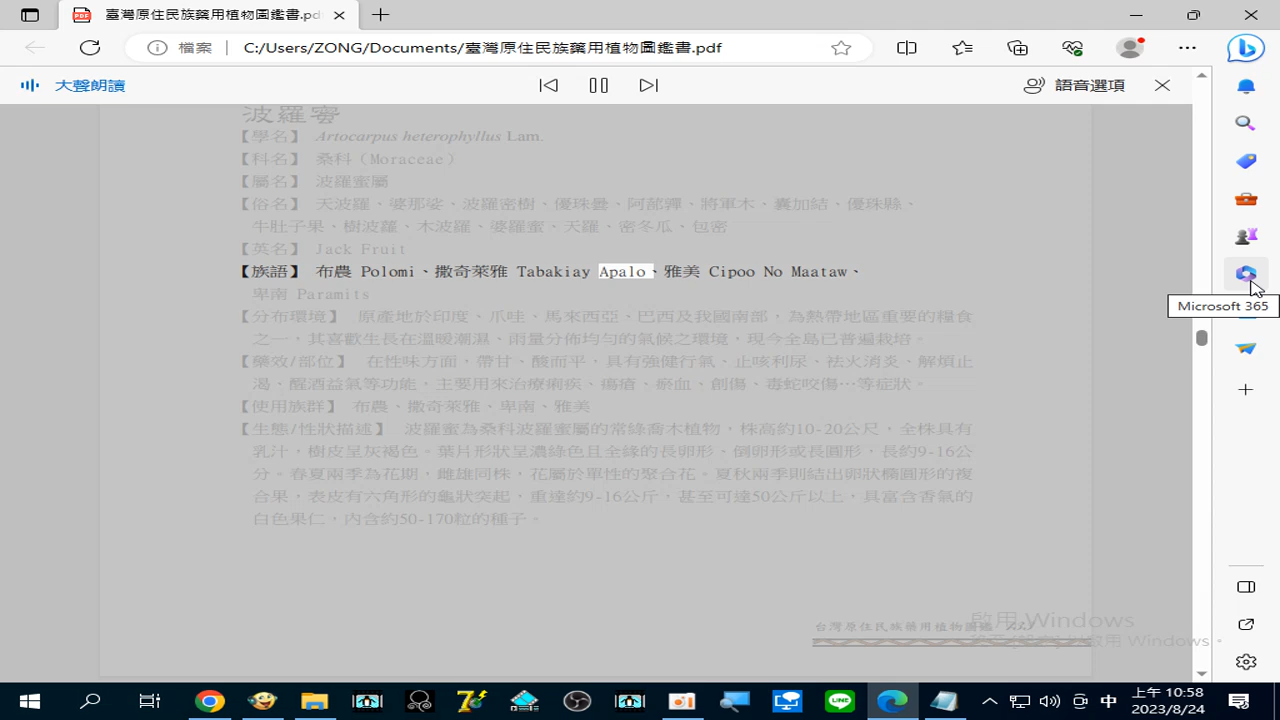 臺灣原住民族藥用植物圖鑑書.pdf
檔案 C:/Users/ZONG/Documents/臺灣原住民族藥用植物圖鑑書.pdf
大聲朗讀
語音選項
波羅蜜
【學名】 Artocarpus heterophyllus Lam.
【科名】 桑科（Moraceae）
【屬名】 波羅蜜屬
【俗名】 天波羅、婆那娑、波羅密樹、優珠曇、阿蔀彈、將軍木、囊加結、優珠縣、
牛肚子果、樹波蘿、木波羅、婆羅蜜、天羅、密冬瓜、包密
【英名】 Jack Fruit
【族語】 布農 Polomi、撒奇萊雅 Tabakiay Apalo、雅美 Cipoo No Maataw、
卑南 Paramits
【分布環境】 原產地於印度、爪哇、馬來西亞、巴西及我國南部，為熱帶地區重要的糧食
之一，其喜歡生長在溫暖潮濕、雨量分佈均勻的氣候之環境，現今全島已普遍栽培。
【藥效/部位】 在性味方面，帶甘、酸而平，具有強健行氣、止咳利尿、袪火消炎、解煩止
渴、醒酒益氣等功能，主要用來治療痢疾、瘍瘡、瘀血、創傷、毒蛇咬傷…等症狀。
【使用族群】 布農、撒奇萊雅、卑南、雅美
【生態/性狀描述】 波羅蜜為桑科波羅蜜屬的常綠喬木植物，株高約10-20公尺，全株具有
乳汁，樹皮呈灰褐色。葉片形狀呈濃綠色且全緣的長卵形、倒卵形或長圓形，長約9-16公
分。春夏兩季為花期，雌雄同株，花屬於單性的聚合花。夏秋兩季則結出卵狀橢圓形的複
合果，表皮有六角形的龜狀突起，重達約9-16公斤，甚至可達50公斤以上，具富含香氣的
白色果仁，內含約50-170粒的種子。
台灣原住民族藥用植物圖鑑
Microsoft 365
啟用 Windows
啟用 Windows。
中
上午 10:58
2023/8/24